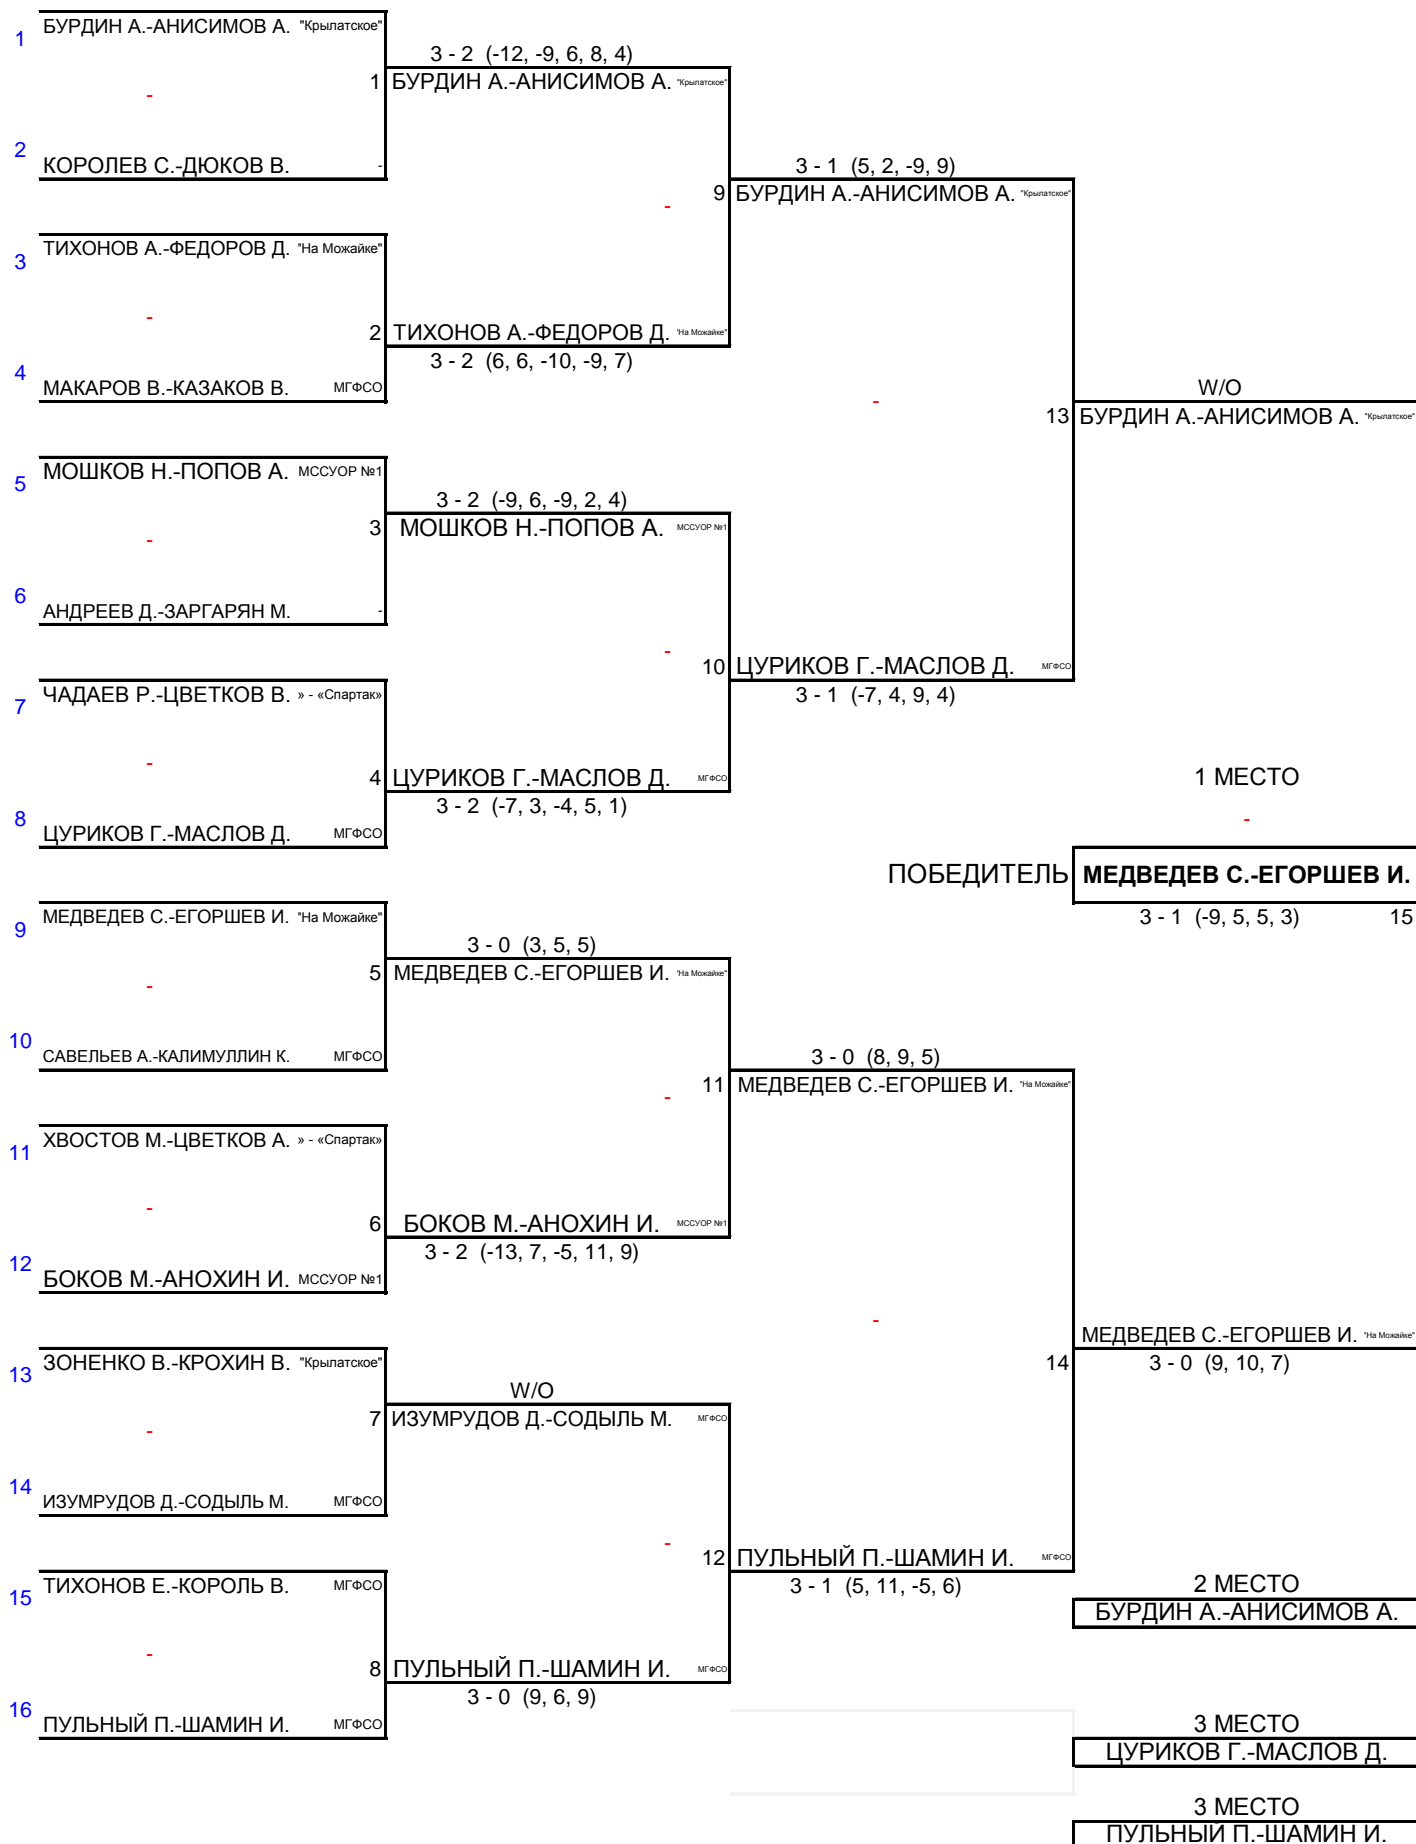 1 БУРДИН А.-АНИСИМОВ А. "Крылатское"
3 - 2 (-12, -9, 6, 8, 4)
1 БУРДИН А.-АНИСИМОВ А. "Крылатское"
-
2 КОРОЛЕВ С.-ДЮКОВ В. -
3 - 1 (5, 2, -9, 9)
9 БУРДИН А.-АНИСИМОВ А. "Крылатское"
-
3 ТИХОНОВ А.-ФЕДОРОВ Д. "На Можайке"
-
2 ТИХОНОВ А.-ФЕДОРОВ Д. "На Можайке"
3 - 2 (6, 6, -10, -9, 7)
4 МАКАРОВ В.-КАЗАКОВ В. МГФСО
W/O
-
13 БУРДИН А.-АНИСИМОВ А. "Крылатское"
5 МОШКОВ Н.-ПОПОВ А. МССУОР №1
3 - 2 (-9, 6, -9, 2, 4)
3 МОШКОВ Н.-ПОПОВ А. МССУОР №1
-
6 АНДРЕЕВ Д.-ЗАРГАРЯН М. -
-
10 ЦУРИКОВ Г.-МАСЛОВ Д. МГФСО
3 - 1 (-7, 4, 9, 4)
7 ЧАДАЕВ Р.-ЦВЕТКОВ В. » - «Спартак»
-
4 ЦУРИКОВ Г.-МАСЛОВ Д. МГФСО
1 МЕСТО
3 - 2 (-7, 3, -4, 5, 1)
-
8 ЦУРИКОВ Г.-МАСЛОВ Д. МГФСО
ПОБЕДИТЕЛЬ МЕДВЕДЕВ С.-ЕГОРШЕВ И.
3 - 1 (-9, 5, 5, 3) 15
9 МЕДВЕДЕВ С.-ЕГОРШЕВ И. "На Можайке"
3 - 0 (3, 5, 5)
5 МЕДВЕДЕВ С.-ЕГОРШЕВ И. "На Можайке"
-
10 САВЕЛЬЕВ А.-КАЛИМУЛЛИН К. МГФСО
3 - 0 (8, 9, 5)
11 МЕДВЕДЕВ С.-ЕГОРШЕВ И. "На Можайке"
-
11 ХВОСТОВ М.-ЦВЕТКОВ А. » - «Спартак»
-
6 БОКОВ М.-АНОХИН И. МССУОР №1
3 - 2 (-13, 7, -5, 11, 9)
12 БОКОВ М.-АНОХИН И. МССУОР №1
-
МЕДВЕДЕВ С.-ЕГОРШЕВ И. "На Можайке"
14 3 - 0 (9, 10, 7)
13 ЗОНЕНКО В.-КРОХИН В. "Крылатское"
W/O
7 ИЗУМРУДОВ Д.-СОДЫЛЬ М. МГФСО
-
14 ИЗУМРУДОВ Д.-СОДЫЛЬ М. МГФСО
-
12 ПУЛЬНЫЙ П.-ШАМИН И. МГФСО
3 - 1 (5, 11, -5, 6)
15 ТИХОНОВ Е.-КОРОЛЬ В. МГФСО
2 МЕСТО
БУРДИН А.-АНИСИМОВ А.
-
8 ПУЛЬНЫЙ П.-ШАМИН И. МГФСО
3 - 0 (9, 6, 9)
16 ПУЛЬНЫЙ П.-ШАМИН И. МГФСО
3 МЕСТО
ЦУРИКОВ Г.-МАСЛОВ Д.
3 МЕСТО
ПУЛЬНЫЙ П.-ШАМИН И.